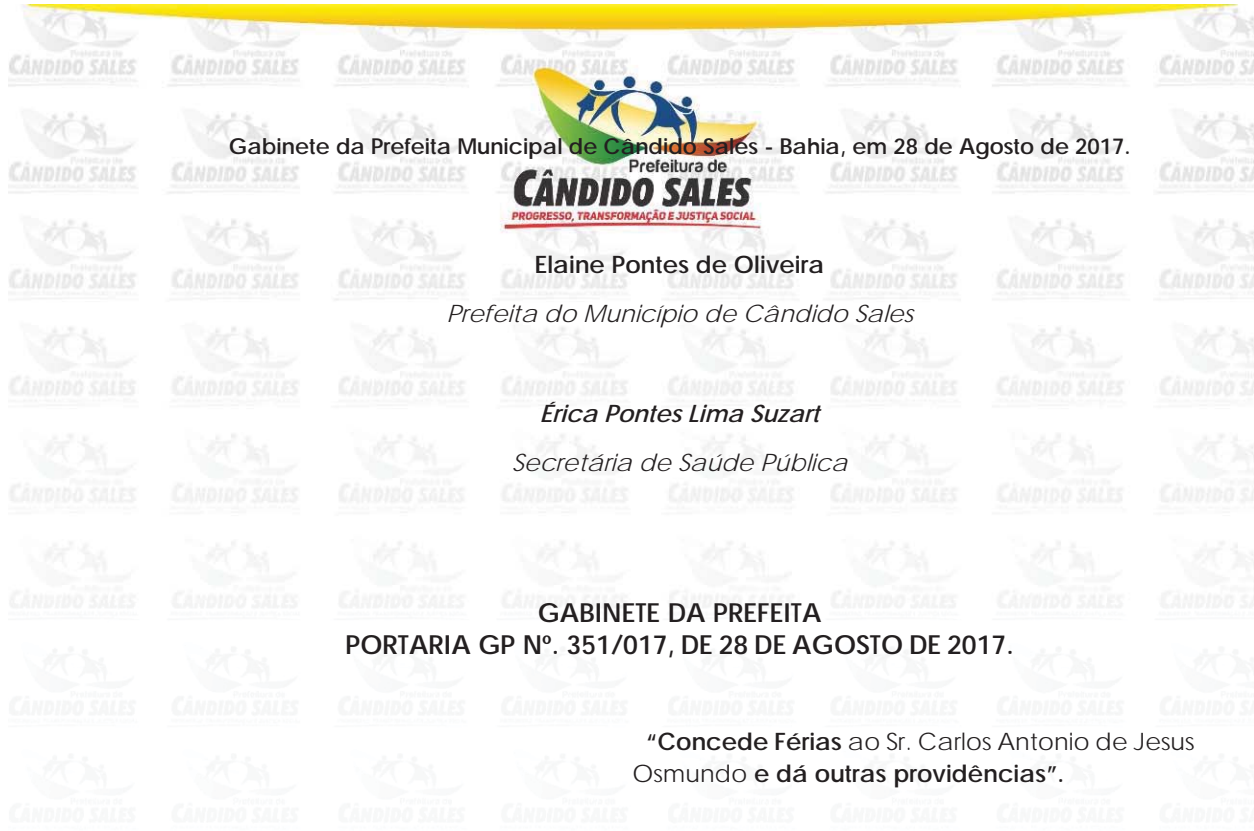 Gabinete da Prefeita Municipal de Cândido Sales - Bahia, em 28 de Agosto de 2017.
Prefeitura de
CÂNDIDO SALES
PROGRESSO, TRANSFORMAÇÃO E JUSTIÇA SOCIAL
Elaine Pontes de Oliveira
Prefeita do Município de Cândido Sales
Érica Pontes Lima Suzart
Secretária de Saúde Pública
GABINETE DA PREFEITA
PORTARIA GP Nº. 351/017, DE 28 DE AGOSTO DE 2017.
“Concede Férias ao Sr. Carlos Antonio de Jesus
Osmundo e dá outras providências”.